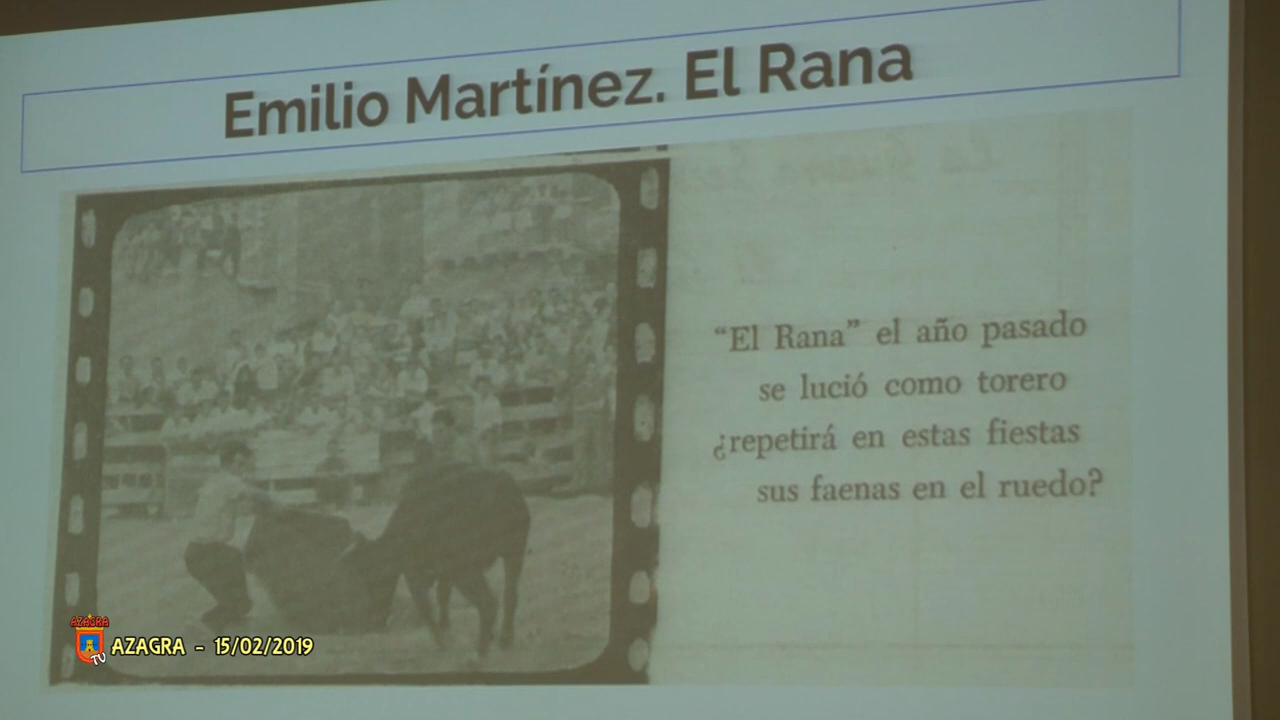 Emilio Martínez. El Rana
“El Rana” el año pasado
se lució como torero
¿repetirá en estas fiestas
sus faenas en el ruedo?
AZAGRA
TV
AZAGRA - 15/02/2019